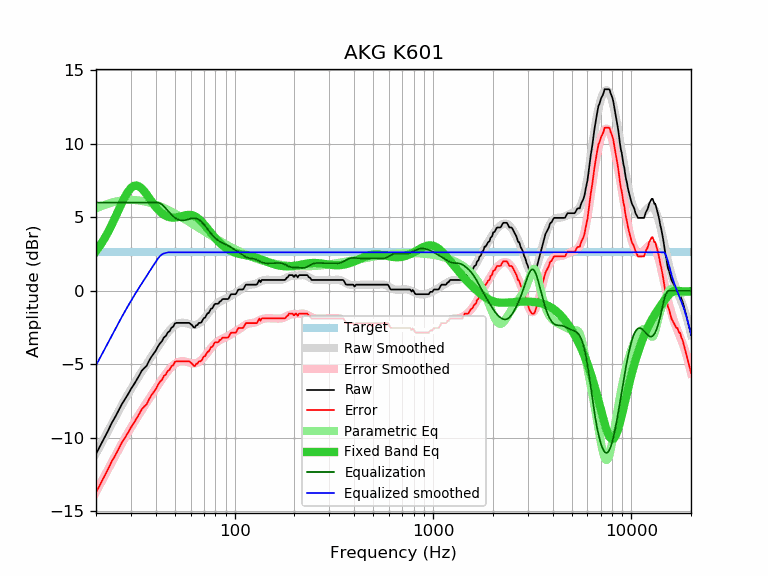 AKG K601
15
10
5
0
−5
−10
−15
Amplitude (dBr)
Target
Raw Smoothed
Error Smoothed
Raw
Error
Parametric Eq
Fixed Band Eq
Equalization
Equalized smoothed
100
1000
10000
Frequency (Hz)